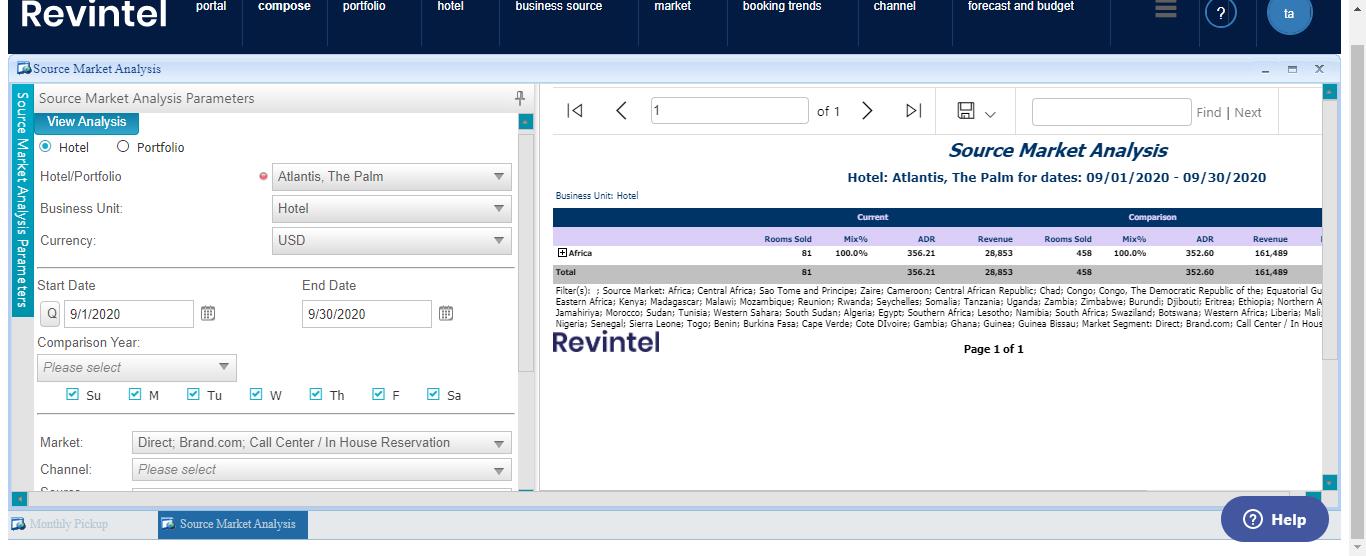 Revintel
portal compose portfolio hotel business source market booking trends channel forecast and budget ? ta
Source Market Analysis
Source Market Analysis Parameters
Source Market Analysis Parameters
View Analysis
Hotel Portfolio
Hotel/Portfolio Atlantis, The Palm
Business Unit: Hotel
Currency: USD
Start Date End Date
Q 9/1/2020 9/30/2020
Comparison Year:
Please select
Su M Tu W Th F Sa
Market: Direct; Brand.com; Call Center / In House Reservation
Channel: Please select
1 of 1 Find | Next
Source Market Analysis
Hotel: Atlantis, The Palm for dates: 09/01/2020 - 09/30/2020
Business Unit: Hotel
Current Comparison
Rooms Sold Mix% ADR Revenue Rooms Sold Mix% ADR Revenue
Africa 81 100.0% 356.21 28,853 458 100.0% 352.60 161,489
Total 81 356.21 28,853 458 352.60 161,489
Filter(s): ; Source Market: Africa; Central Africa; Sao Tome and Principe; Zaire; Cameroon; Central African Republic; Chad; Congo; Congo, The Democratic Republic of the; Equatorial Gu
Eastern Africa; Kenya; Madagascar; Malawi; Mozambique; Reunion; Rwanda; Seychelles; Somalia; Tanzania; Uganda; Zambia; Zimbabwe; Burundi; Djibouti; Eritrea; Ethiopia; Northern A
Jamahiriya; Morocco; Sudan; Tunisia; Western Sahara; South Sudan; Algeria; Egypt; Southern Africa; Lesotho; Namibia; South Africa; Swaziland; Botswana; Western Africa; Liberia; Mali;
Nigeria; Senegal; Sierra Leone; Togo; Benin; Burkina Fasa; Cape Verde; Cote DIvoire; Gambia; Ghana; Guinea; Guinea Bissau; Market Segment: Direct; Brand.com; Call Center / In Hous
Revintel
Page 1 of 1
Monthly Pickup Source Market Analysis
? Help